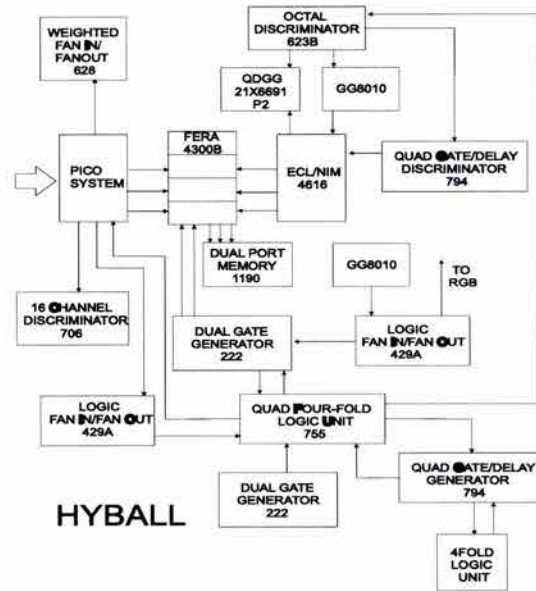 WEIGHTED
FAN IN/
FANOUT
628
OCTAL
DISCRIMINATOR
623B
QDGG
21X6691
P2
GG8010
FERA
4300B
PICO
SYSTEM
ECL/NIM
4616
QUAD GATE/DELAY
DISCRIMINATOR
794
DUAL PORT
MEMORY
1190
GG8010
TO
RGB
16 CHANNEL
DISCRIMINATOR
706
DUAL GATE
GENERATOR
222
LOGIC
FAN IN/FAN OUT
429A
LOGIC
FAN IN/FAN OUT
429A
QUAD FOUR-FOLD
LOGIC UNIT
755
DUAL GATE
GENERATOR
222
QUAD GATE/DELAY
GENERATOR
794
HYBALL
4FOLD
LOGIC
UNIT